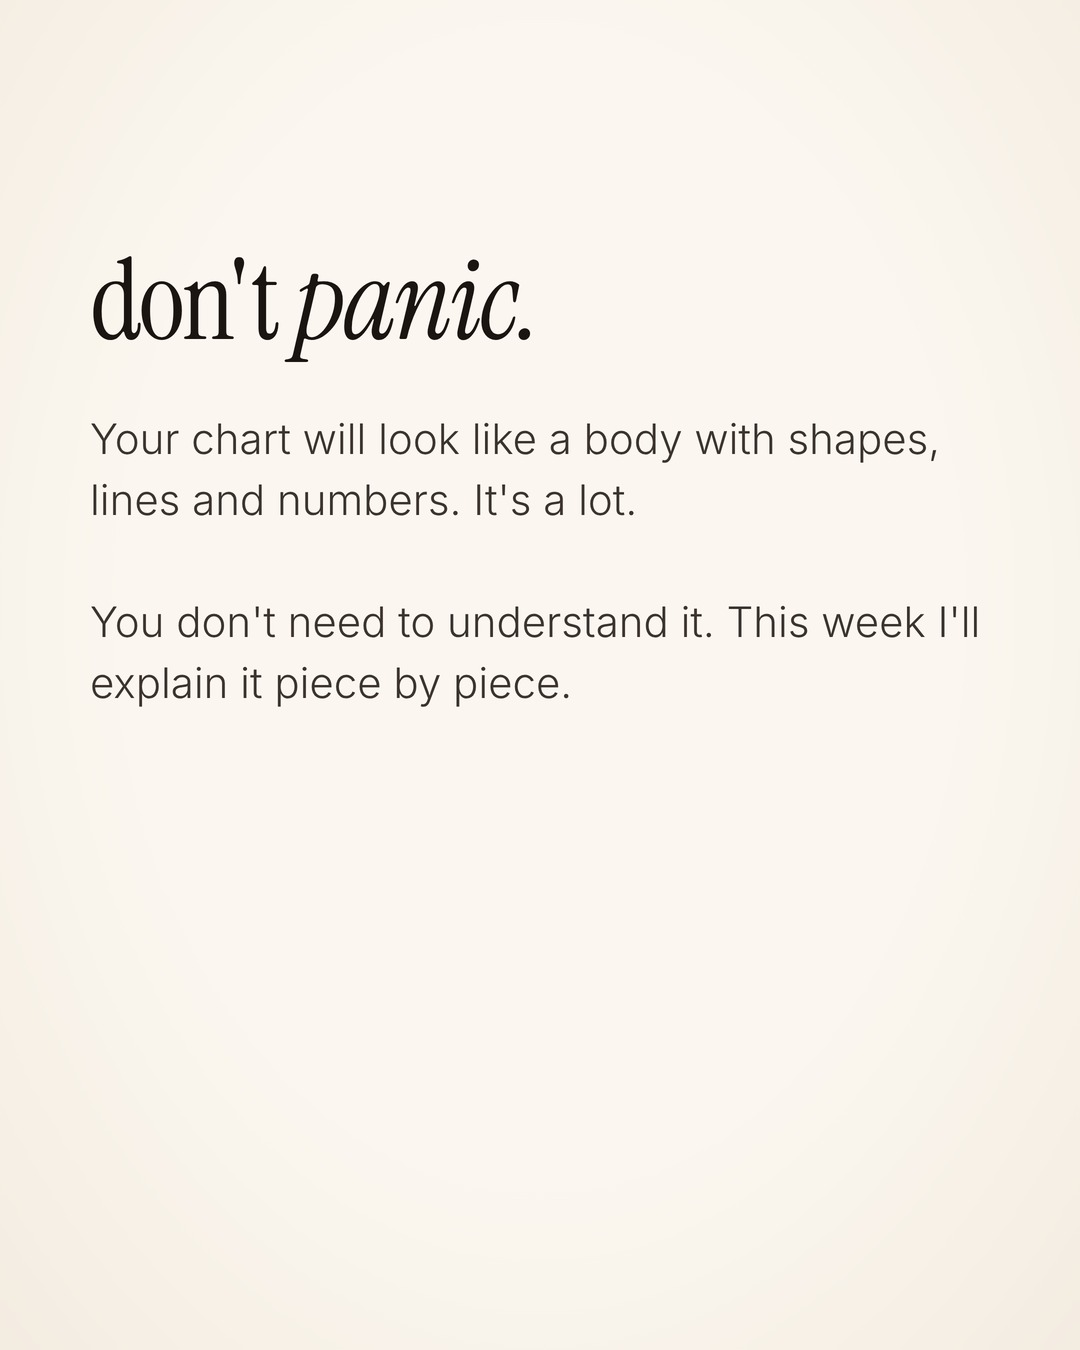 don't panic.
Your chart will look like a body with shapes,
lines and numbers. It's a lot.
You don't need to understand it. This week I'll
explain it piece by piece.